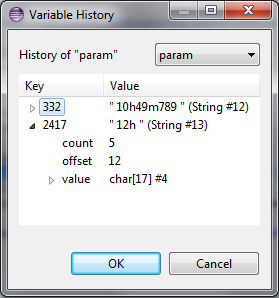 Variable History
History of "param" param
Key Value
332 " 10h49m789 " (String #12)
2417 " 12h " (String #13)
count 5
offset 12
value char[17] #4
OK Cancel